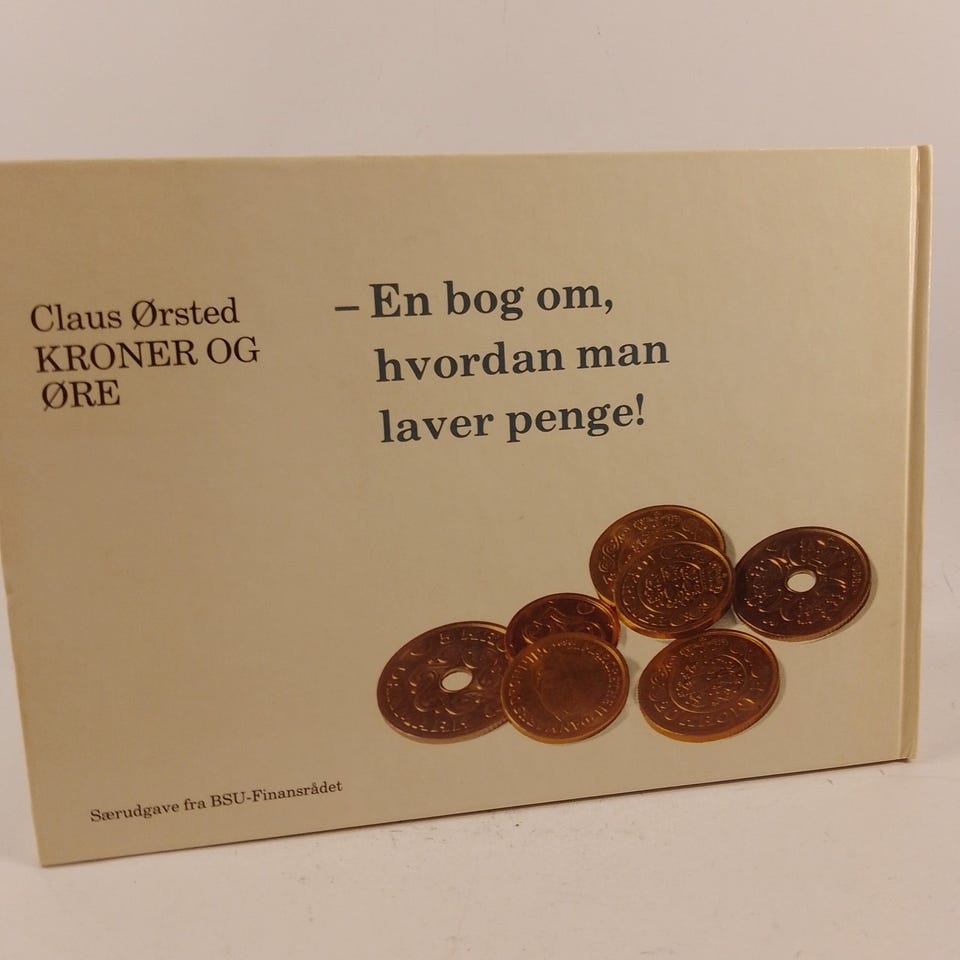 Claus Ørsted
KRONER OG
ØRE
– En bog om,
hvordan man
laver penge!
Særudgave fra BSU-Finansrådet